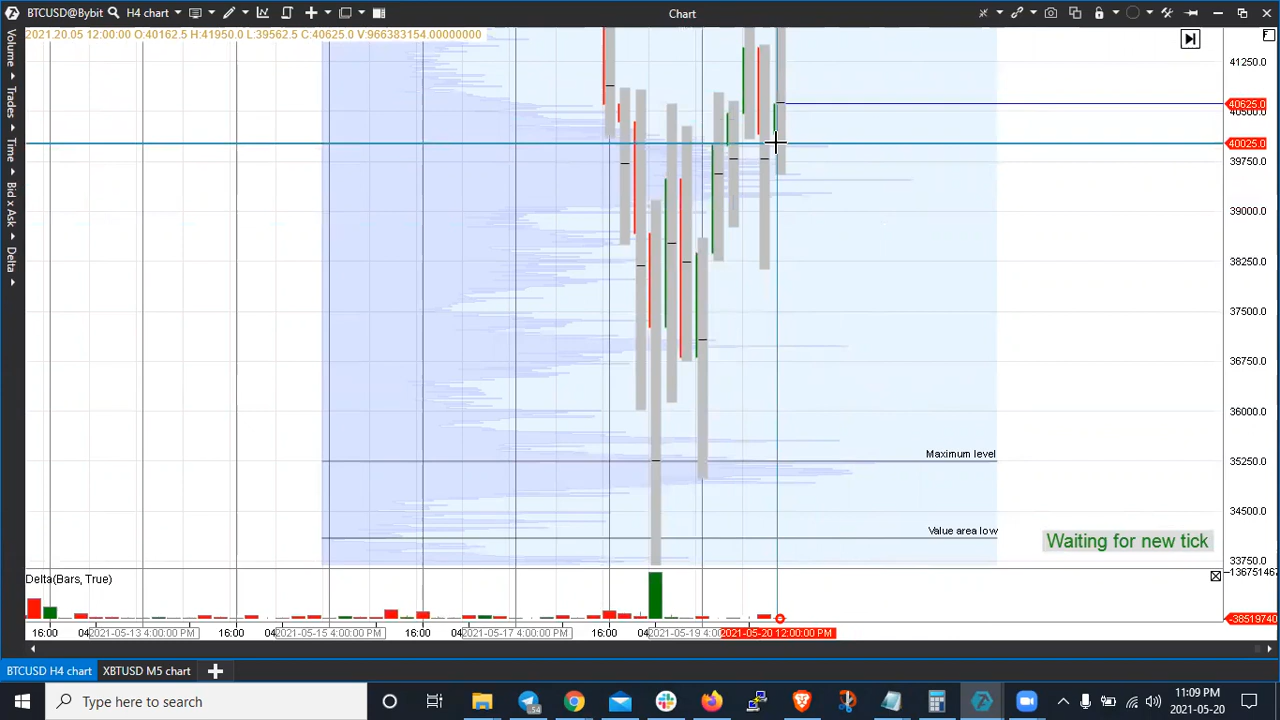 BTCUSD@Bybit H4 chart Chart
2021.20.05 12:00:00 O:40162.5 H:41950.0 L:39562.5 C:40625.0 V:966383154.00000000
Volume
Trades
Time
Bid x Ask
Delta
41250.0
40625.0
40500.0
40025.0
39750.0
39000.0
38250.0
37500.0
36750.0
36000.0
Maximum level
35250.0
34500.0
Value area low
Waiting for new tick
33750.0
Delta(Bars, True)
-13675146
-38519740
16:00 04 2021-05-13 4:00:00 PM 16:00 04 2021-05-15 4:00:00 PM 16:00 04 2021-05-17 4:00:00 PM 16:00 04 2021-05-19 4:00 2021-05-20 12:00:00 PM
BTCUSD H4 chart XBTUSD M5 chart
Type here to search
54
11:09 PM
2021-05-20